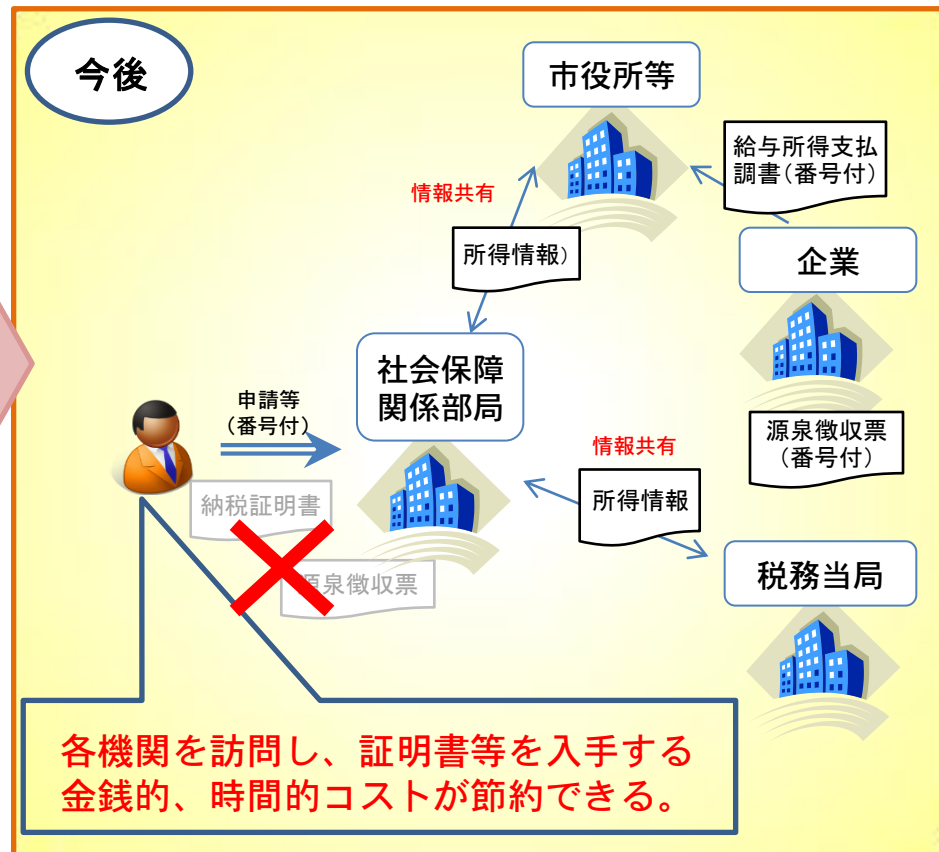 今後
市役所等
給与所得支払
調書(番号付)
情報共有
所得情報)
企業
社会保障
関係部局
申請等
(番号付)
源泉徴収票
(番号付)
情報共有
所得情報
納税証明書
源泉徴収票
税務当局
各機関を訪問し、証明書等を入手する
金銭的、時間的コストが節約できる。